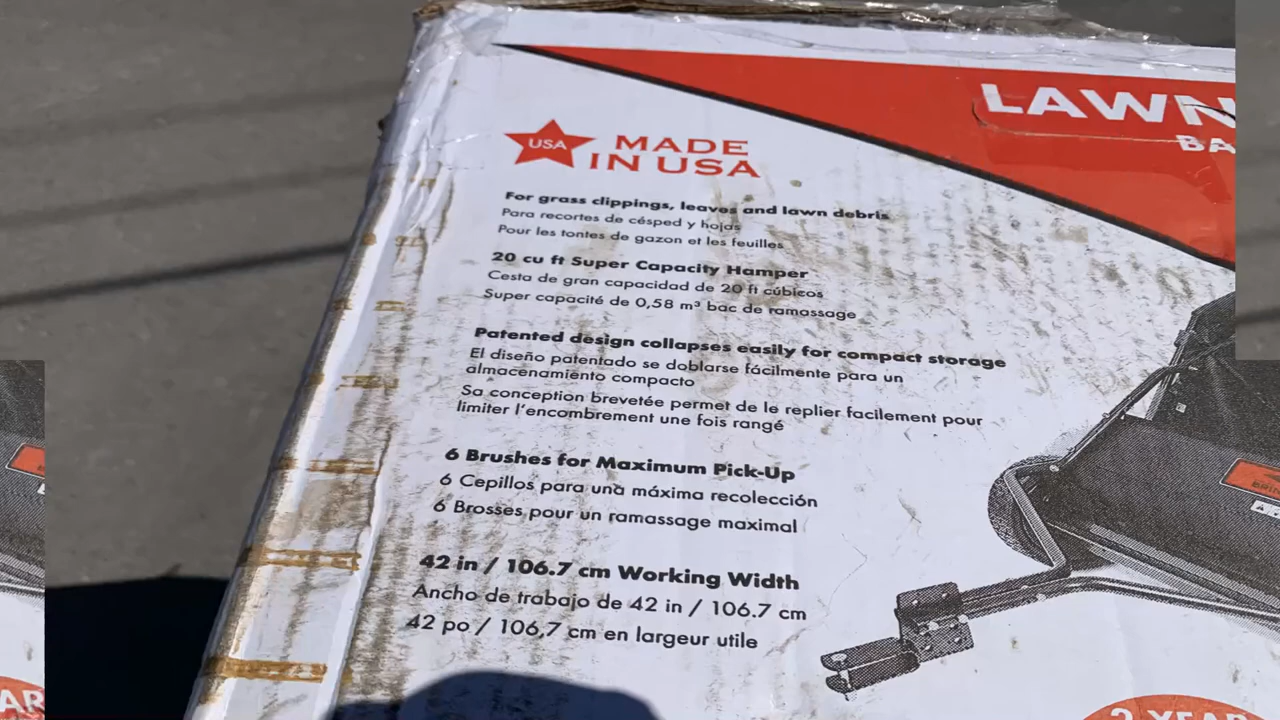 LAWN
USA
MADE
IN USA
For grass clippings, leaves and lawn debris
Para recortes de césped y hojas
Pour les tontes de gazon et les feuilles
20 cu ft Super Capacity Hamper
Cesta de gran capacidad de 20 ft cúbicos
Super capacité de 0,58 m³ bac de ramassage
Patented design collapses easily for compact storage
El diseño patentado se doblarse fácilmente para un
almacenamiento compacto
Sa conception brevetée permet de le replier facilement pour
limiter l'encombrement une fois rangé
6 Brushes for Maximum Pick-Up
6 Cepillos para una máxima recolección
6 Brosses pour un ramassage maximal
42 in / 106.7 cm Working Width
Ancho de trabajo de 42 in / 106.7 cm
42 po / 106,7 cm en largeur utile